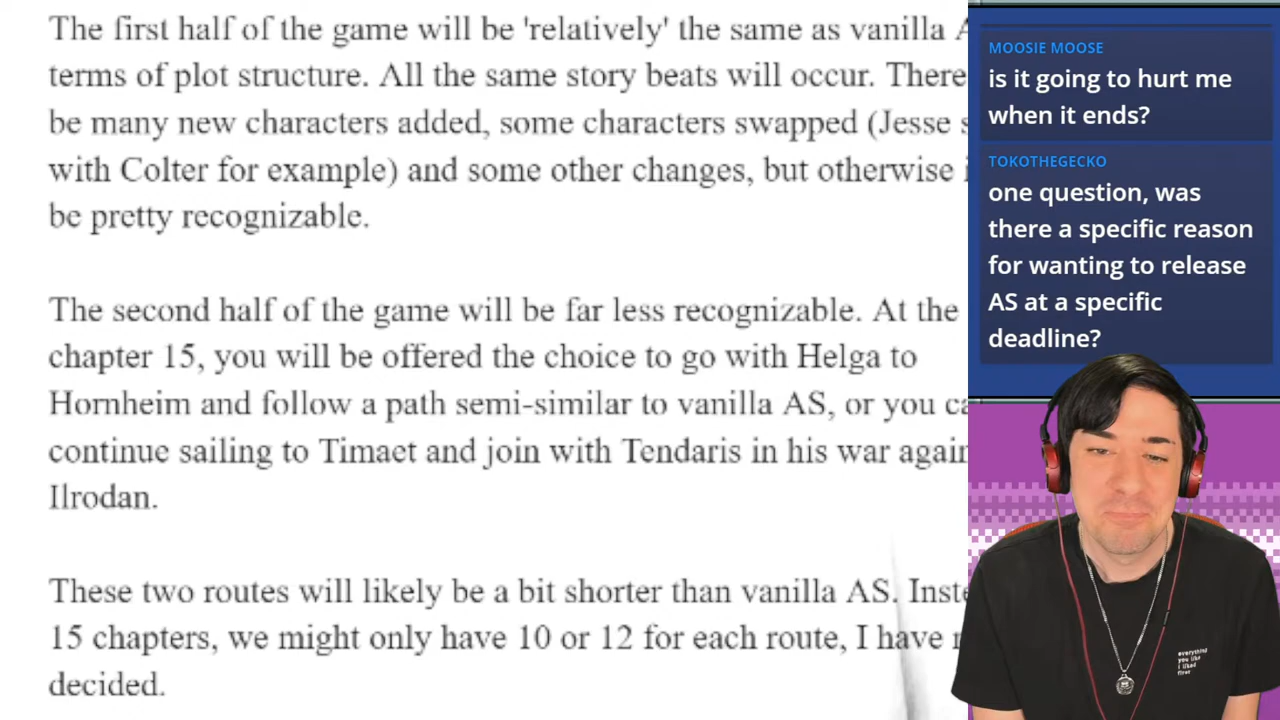 The first half of the game will be 'relatively' the same as vanilla
terms of plot structure. All the same story beats will occur. There
be many new characters added, some characters swapped (Jesse
with Colter for example) and some other changes, but otherwise
be pretty recognizable.
The second half of the game will be far less recognizable. At the
chapter 15, you will be offered the choice to go with Helga to
Hornheim and follow a path semi-similar to vanilla AS, or you
continue sailing to Timaet and join with Tendaris in his war
Ilrodan.
These two routes will likely be a bit shorter than vanilla AS.
15 chapters, we might only have 10 or 12 for each route, I have
decided.
MOOSIE MOOSE
is it going to hurt me
when it ends?
TOKOTHEGECKO
one question, was
there a specific reason
for wanting to release
AS at a specific
deadline?
everything
you like
i liked
first